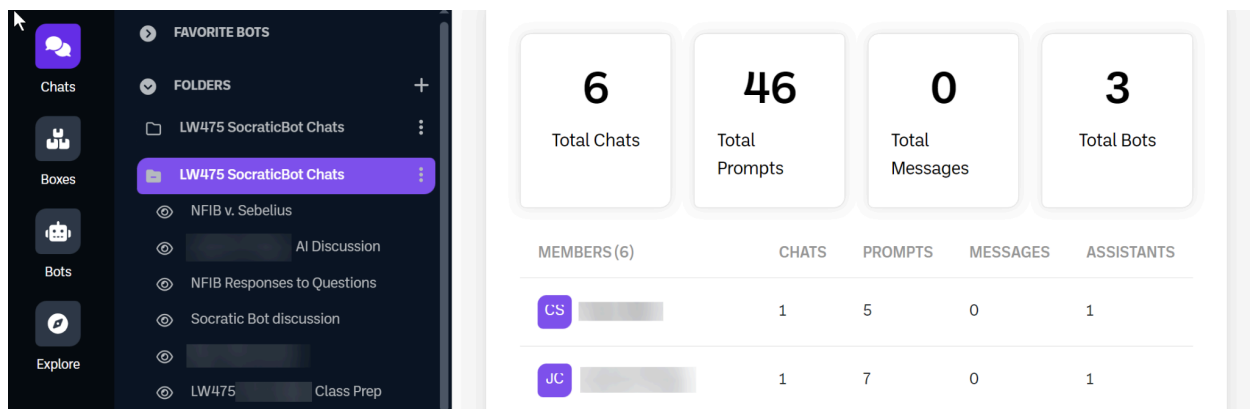 Chats
Boxes
Bots
Explore
FAVORITE BOTS
FOLDERS
LW475 SocraticBot Chats
LW475 SocraticBot Chats
NFIB v. Sebelius
AI Discussion
NFIB Responses to Questions
Socratic Bot discussion
LW475 Class Prep
6
Total Chats
46
Total
Prompts
0
Total
Messages
3
Total Bots
MEMBERS (6) CHATS PROMPTS MESSAGES ASSISTANTS
CS 1 5 0 1
JC 1 7 0 1